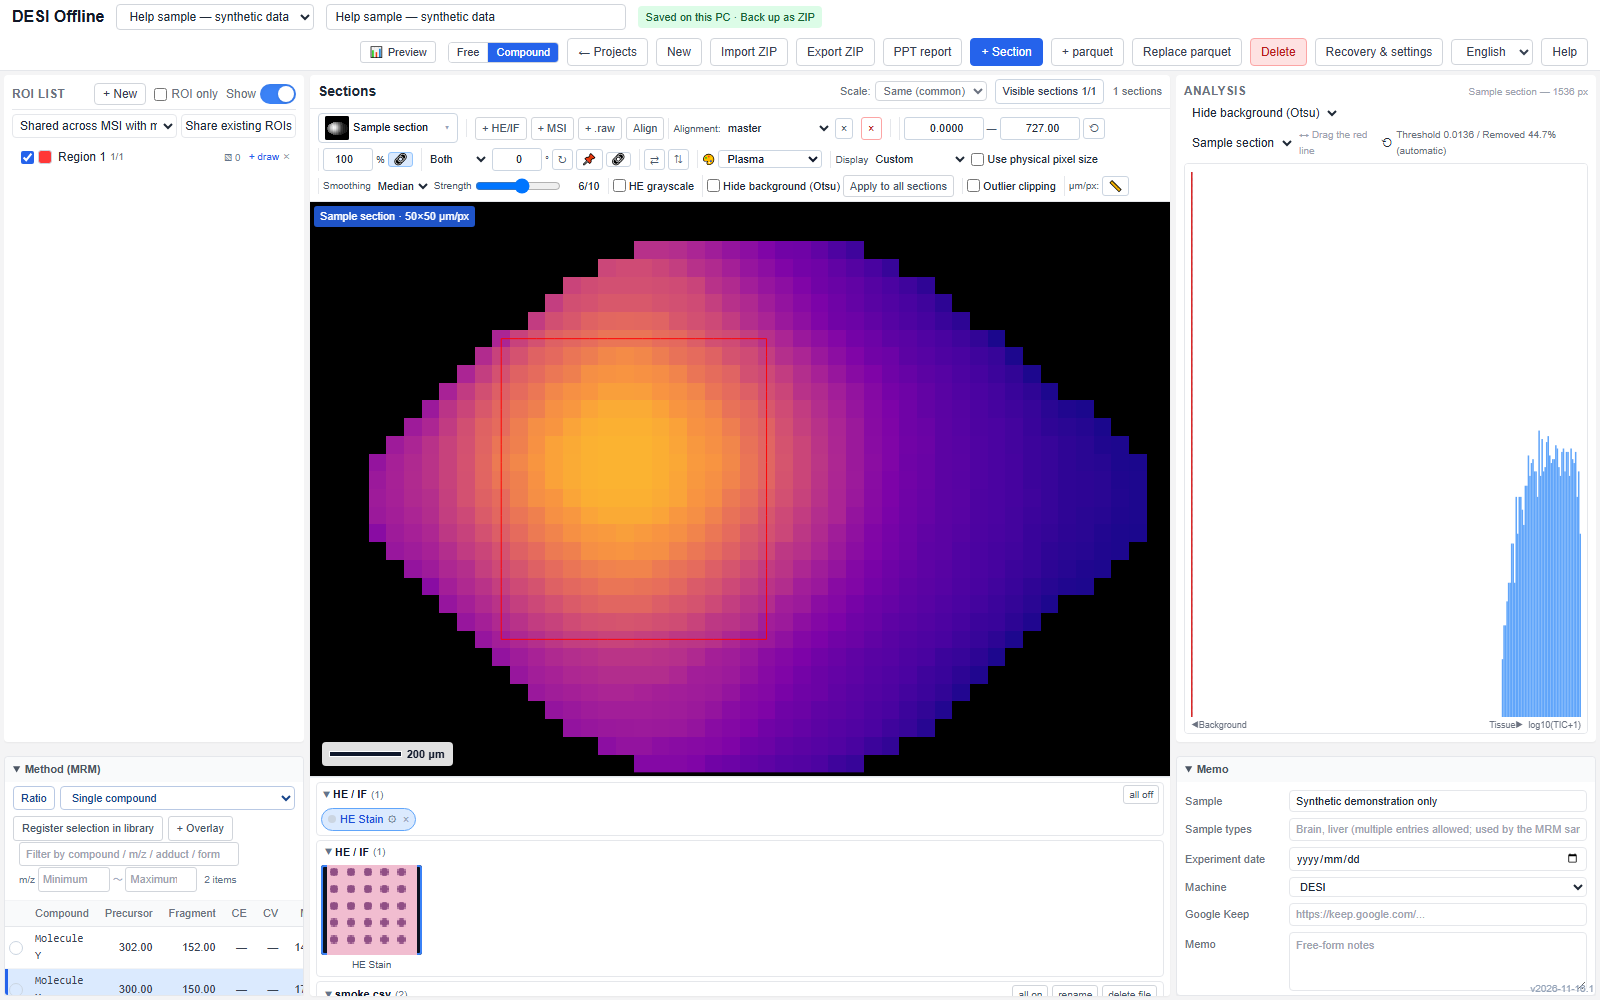 DESI Offline
Help sample — synthetic data
Help sample — synthetic data
Saved on this PC · Back up as ZIP
Preview
Free
Compound
← Projects
New
Import ZIP
Export ZIP
PPT report
+ Section
+ parquet
Replace parquet
Delete
Recovery & settings
English
Help
ROI LIST
+ New
ROI only
Show
Shared across MSI with m
Share existing ROIs
Region 1 1/1
0
+ draw ×
Sections
Scale: Same (common)
Visible sections 1/1
1 sections
Sample section
+ HE/IF
+ MSI
+ .raw
Align
Alignment: master
×
×
0.0000 — 727.00
100 %
Both
0 °
Plasma
Display Custom
Use physical pixel size
Smoothing Median
Strength 6/10
HE grayscale
Hide background (Otsu)
Apply to all sections
Outlier clipping
µm/px:
Sample section · 50×50 µm/px
200 µm
ANALYSIS
Sample section — 1536 px
Hide background (Otsu)
Sample section
↔ Drag the red line
Threshold 0.0136 / Removed 44.7% (automatic)
◀Background
Tissue▶ log10(TIC+1)
▼ Method (MRM)
Ratio
Single compound
Register selection in library
+ Overlay
Filter by compound / m/z / adduct / form
m/z Minimum ～ Maximum 2 items
Compound Precursor Fragment CE CV
Molecule Y 302.00 152.00 — —
Molecule 300.00 150.00 — —
▼ HE / IF (1)
all off
HE Stain ×
▼ HE / IF (1)
HE Stain
▼ smoke.csv (2)
all on
rename
delete file
▼ Memo
Sample Synthetic demonstration only
Sample types Brain, liver (multiple entries allowed; used by the MRM sar
Experiment date yyyy/mm/dd
Machine DESI
Google Keep https://keep.google.com/...
Memo Free-form notes